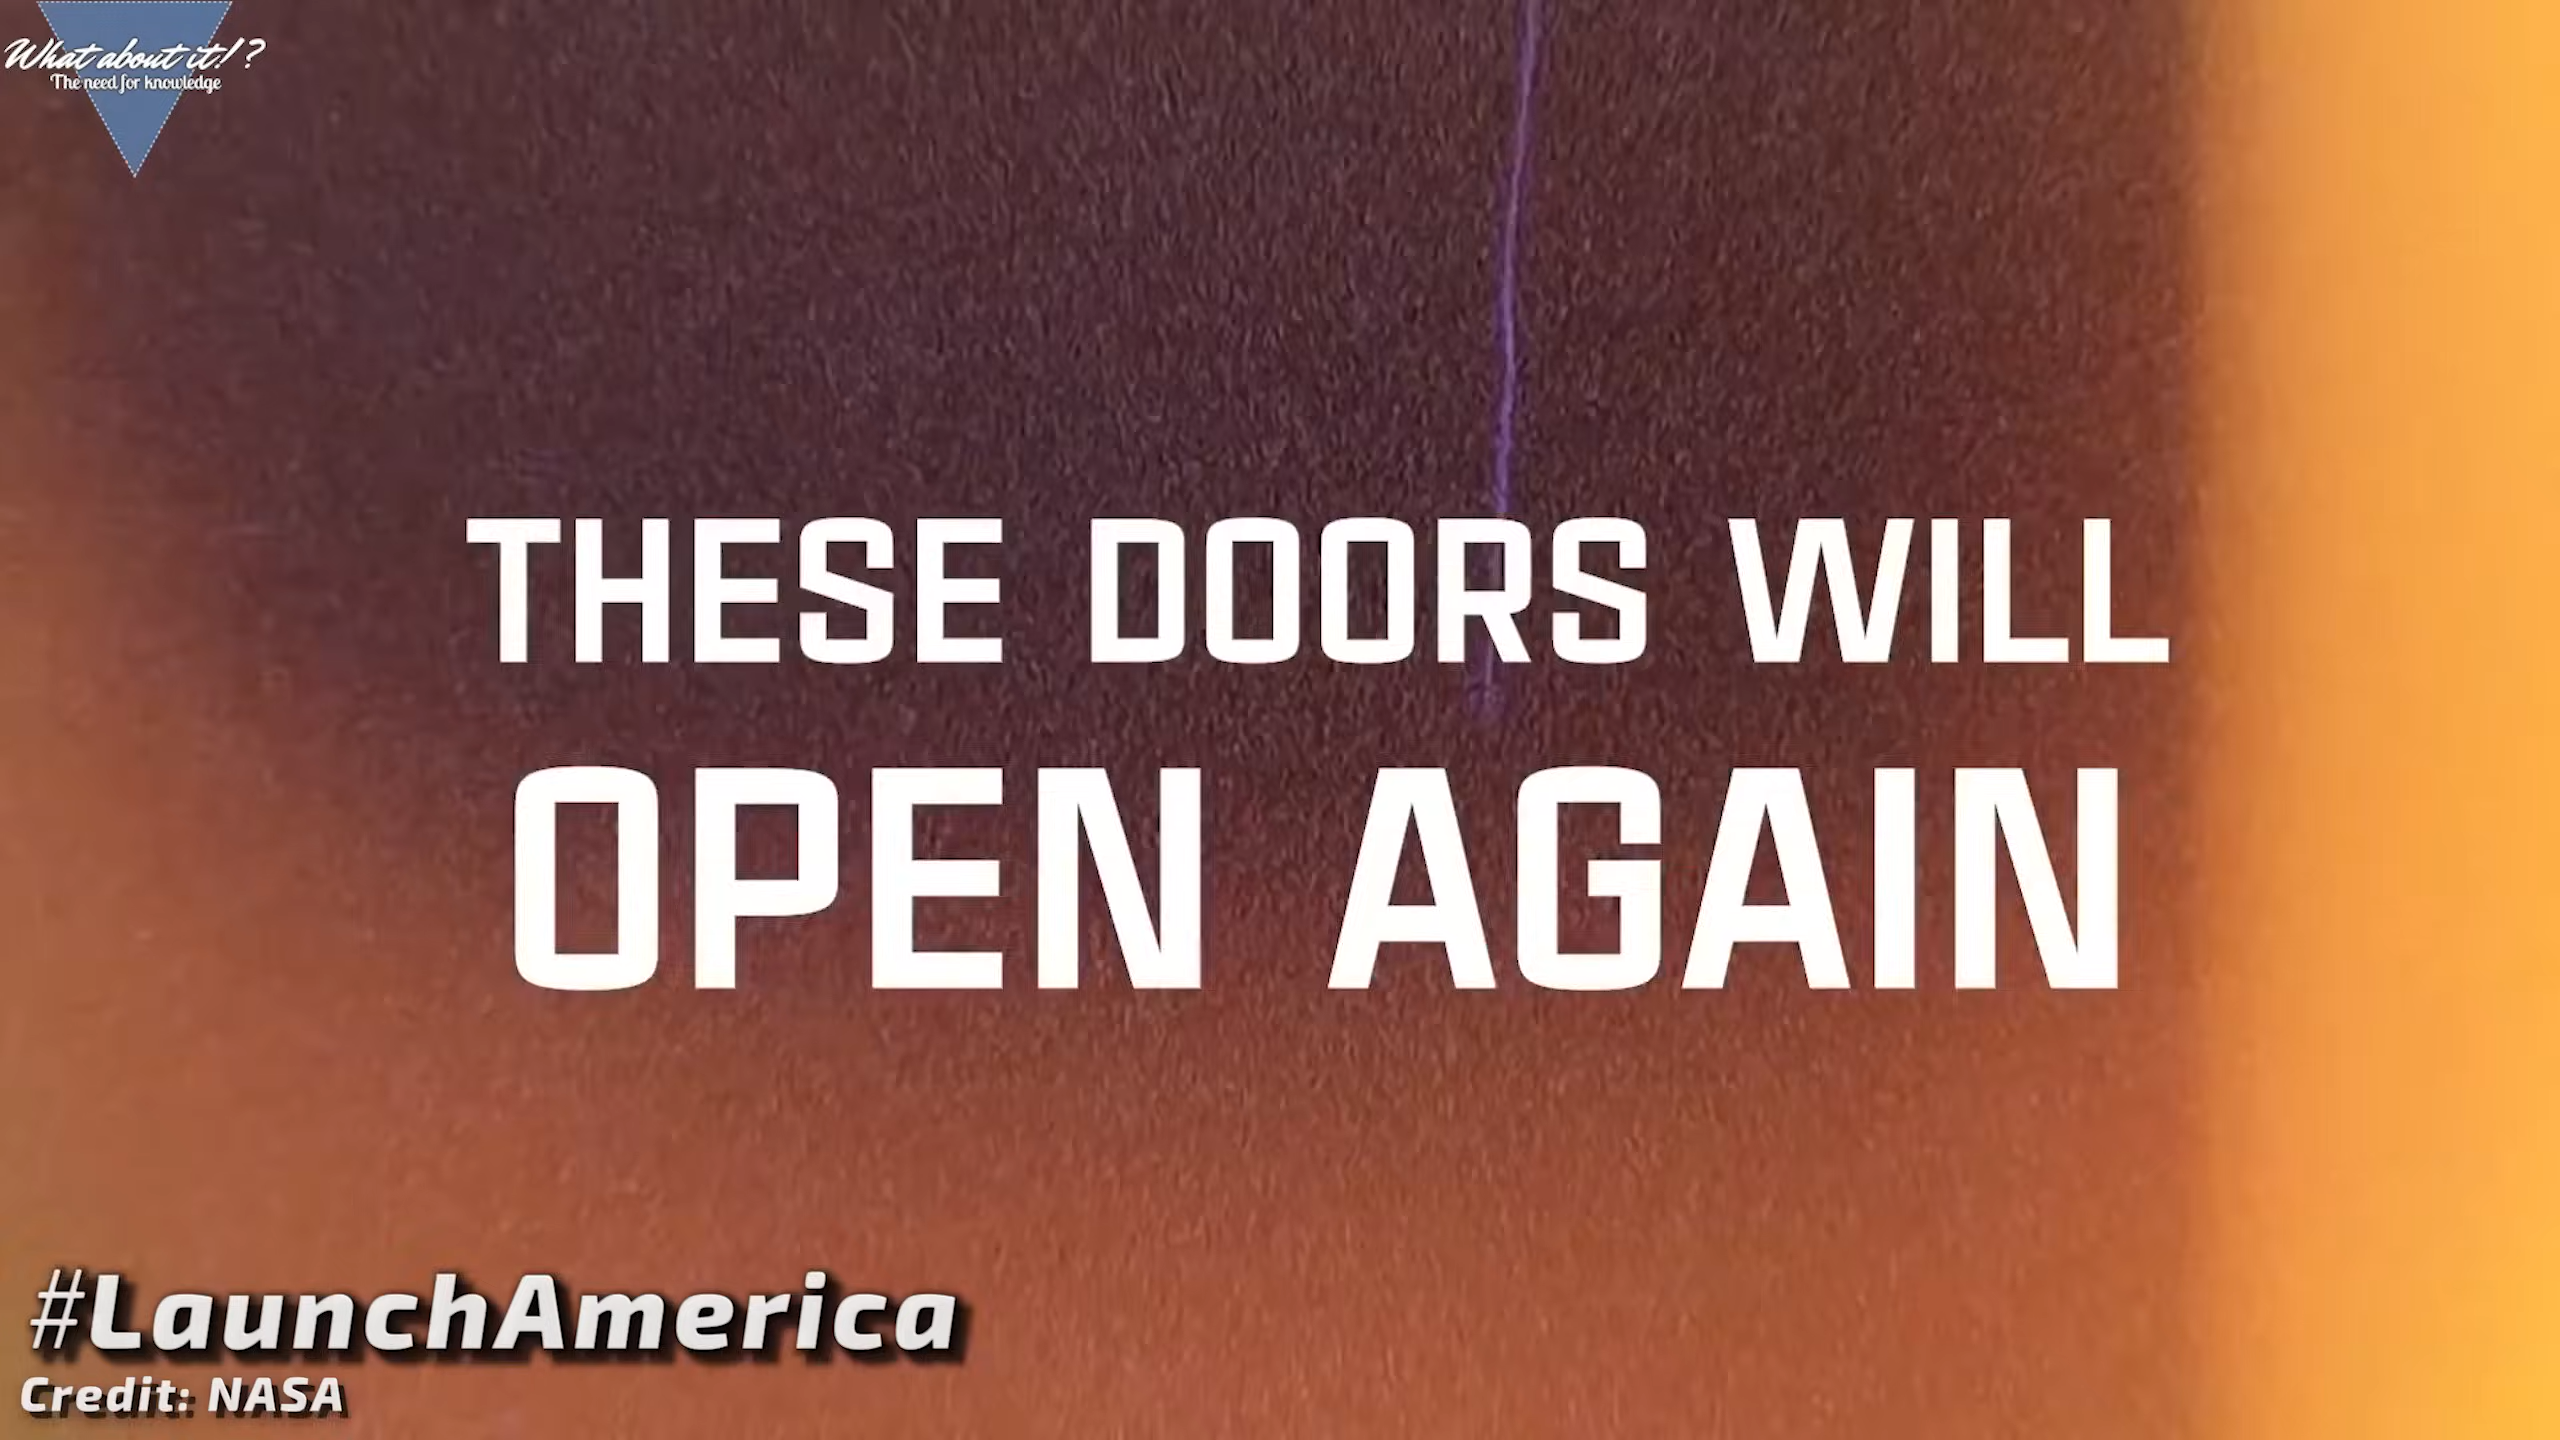 What about it!?
The need for knowledge
THESE DOORS WILL
OPEN AGAIN
#LaunchAmerica
Credit: NASA